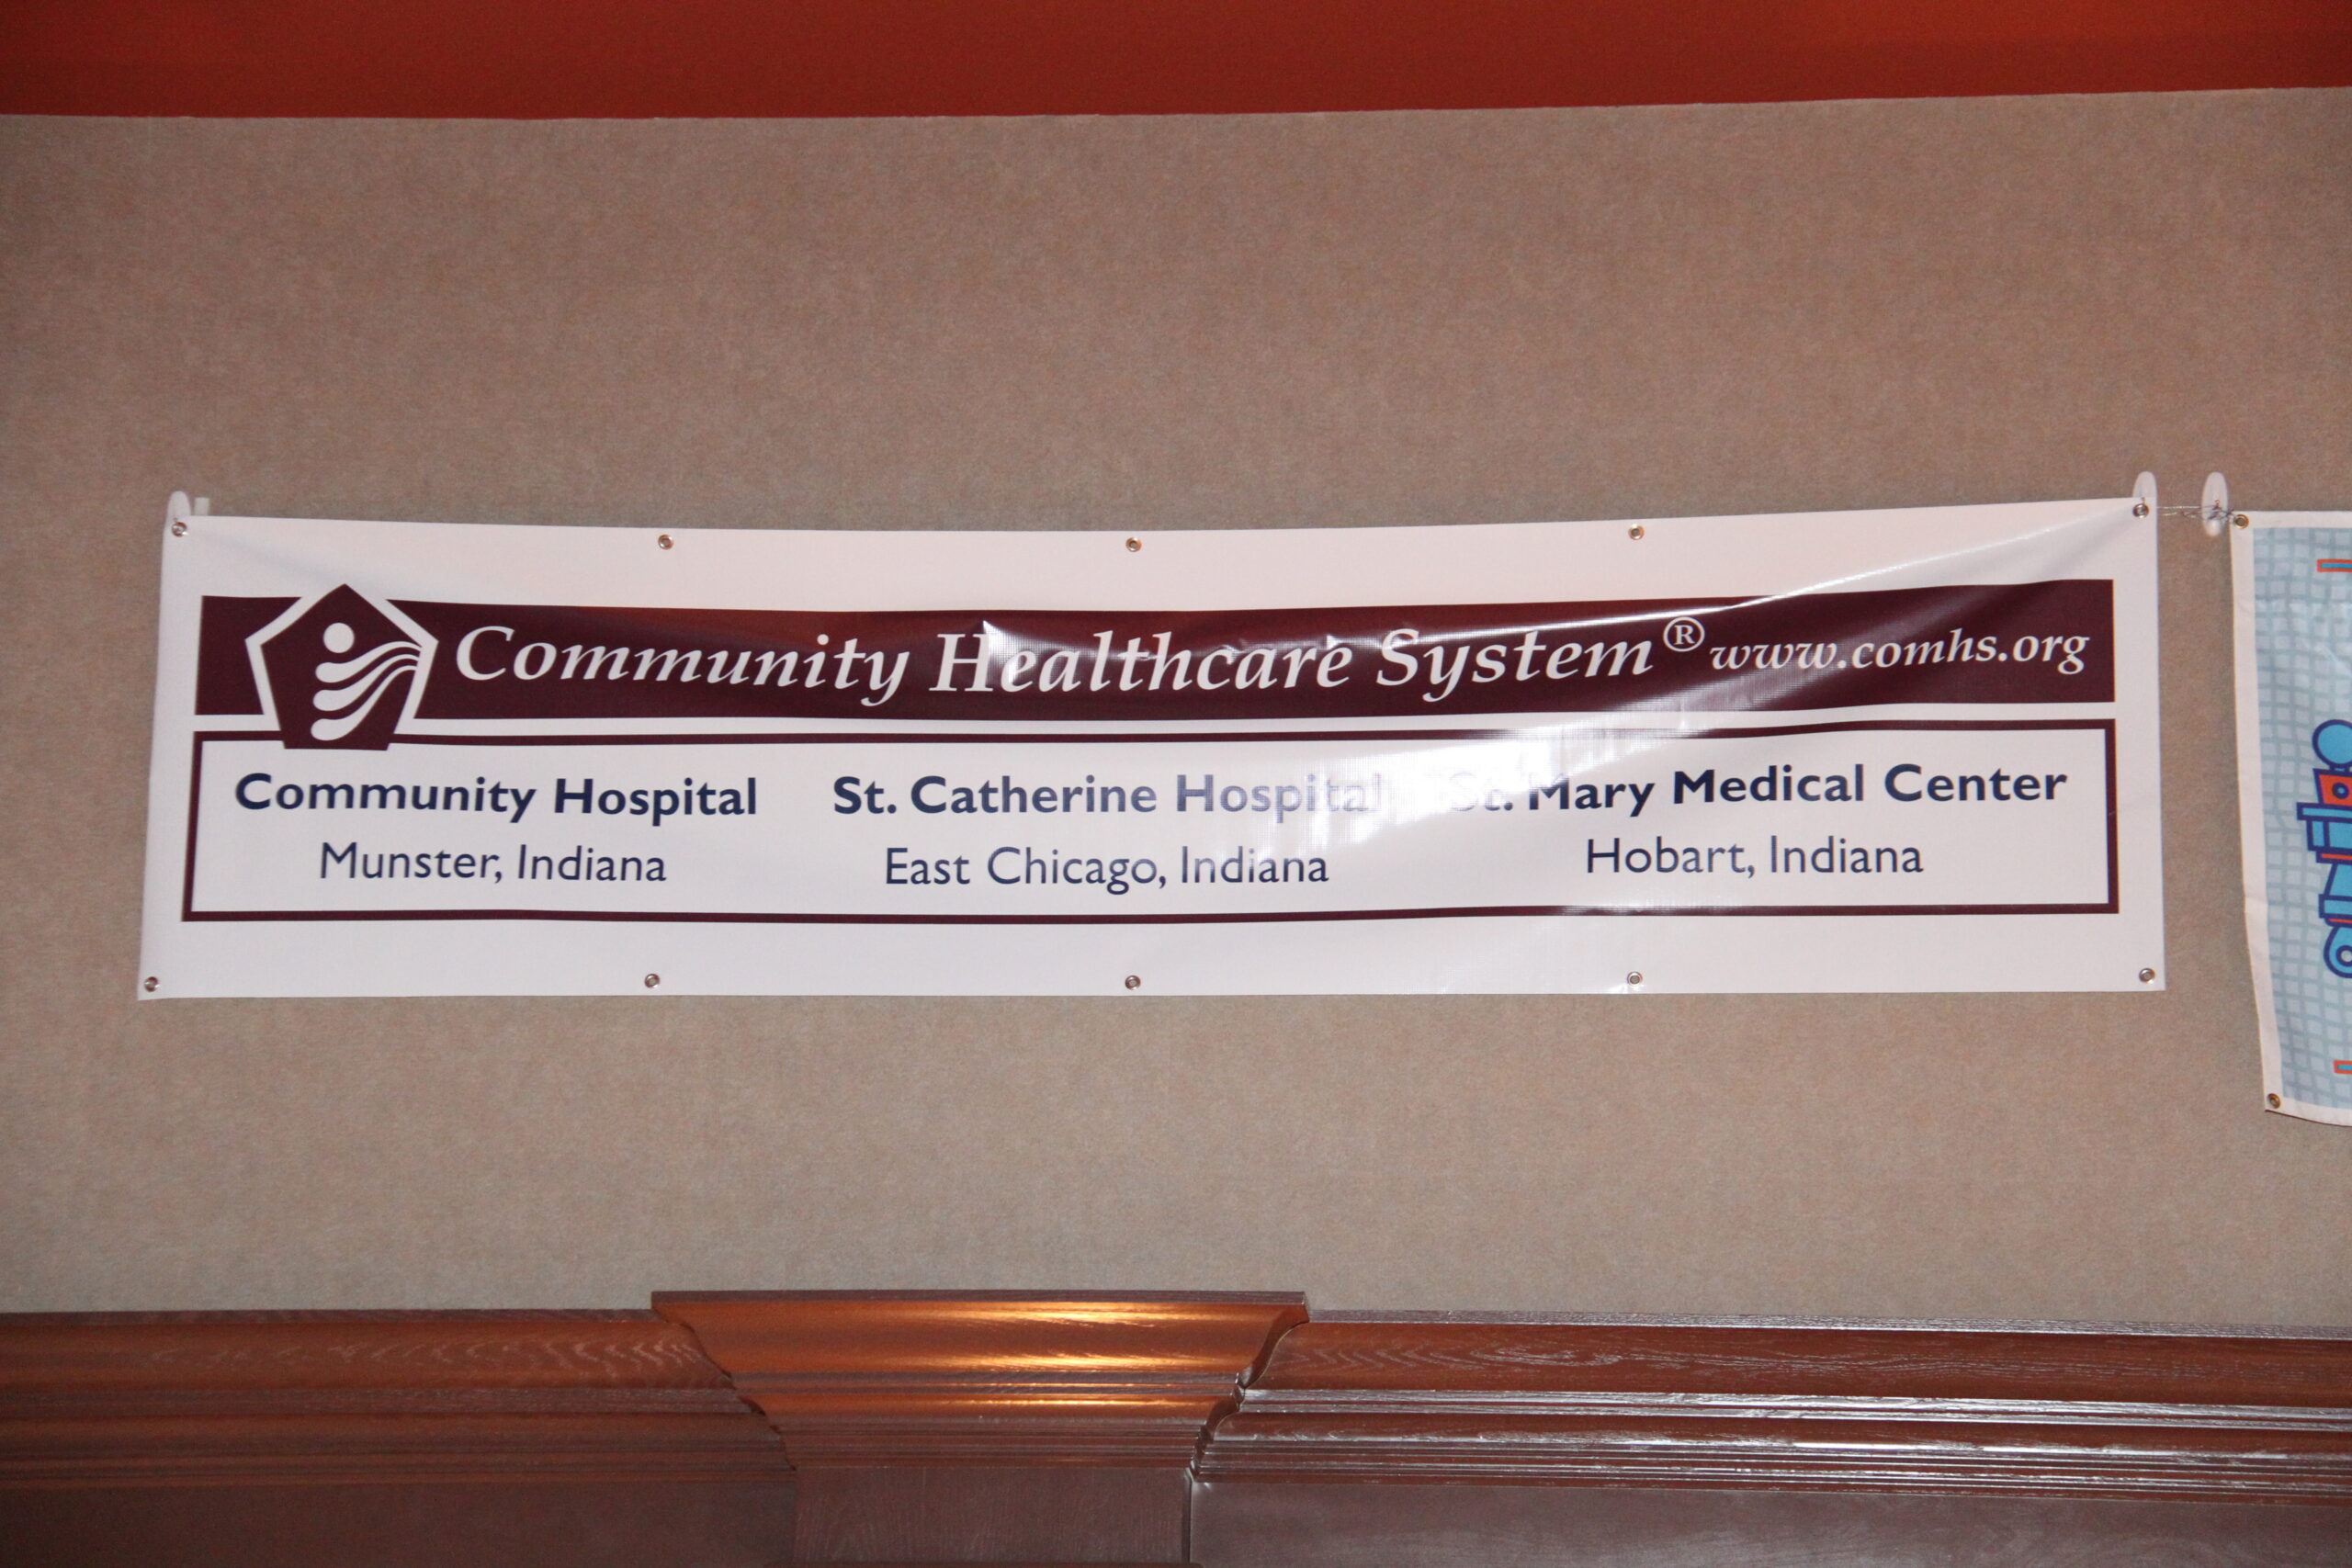 Community Healthcare System® www.comhs.org
Community Hospital
Munster, Indiana
St. Catherine Hospital
East Chicago, Indiana
St. Mary Medical Center
Hobart, Indiana